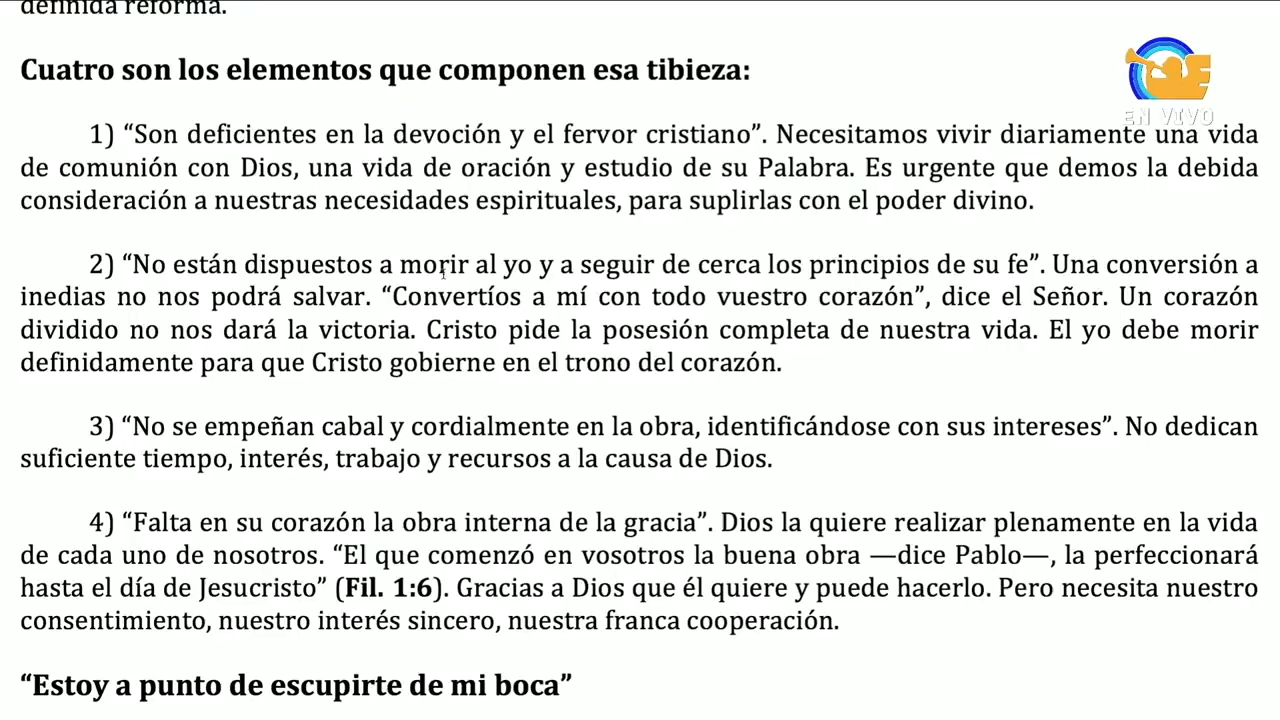 definida reforma.
Cuatro son los elementos que componen esa tibieza:
EN VIVO
1) “Son deficientes en la devoción y el fervor cristiano”. Necesitamos vivir diariamente una vida
de comunión con Dios, una vida de oración y estudio de su Palabra. Es urgente que demos la debida
consideración a nuestras necesidades espirituales, para suplirlas con el poder divino.
2) “No están dispuestos a morir al yo y a seguir de cerca los principios de su fe”. Una conversión a
inedias no nos podrá salvar. “Convertíos a mí con todo vuestro corazón”, dice el Señor. Un corazón
dividido no nos dará la victoria. Cristo pide la posesión completa de nuestra vida. El yo debe morir
definidamente para que Cristo gobierne en el trono del corazón.
3) “No se empeñan cabal y cordialmente en la obra, identificándose con sus intereses”. No dedican
suficiente tiempo, interés, trabajo y recursos a la causa de Dios.
4) “Falta en su corazón la obra interna de la gracia”. Dios la quiere realizar plenamente en la vida
de cada uno de nosotros. “El que comenzó en vosotros la buena obra —dice Pablo—, la perfeccionará
hasta el día de Jesucristo” (Fil. 1:6). Gracias a Dios que él quiere y puede hacerlo. Pero necesita nuestro
consentimiento, nuestro interés sincero, nuestra franca cooperación.
“Estoy a punto de escupirte de mi boca”